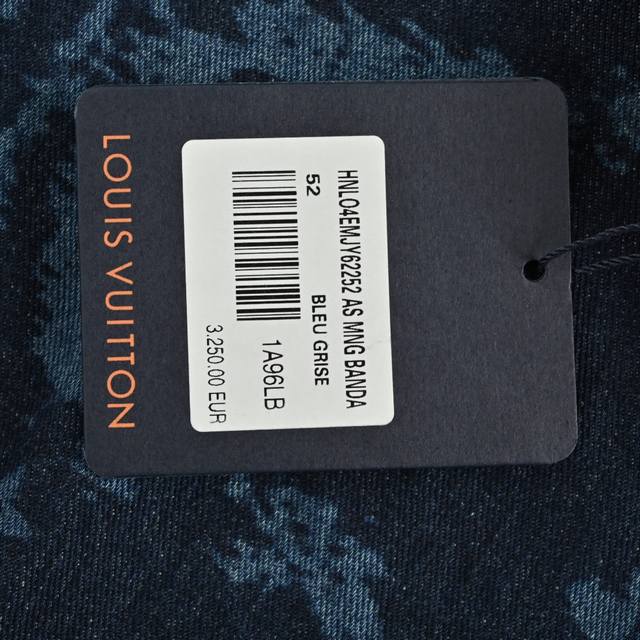 LOUIS VUITTON
HNL04EMJY62252 AS MNG BANDA
52
BLEU GRISE
1A96LB
3.250.00 EUR